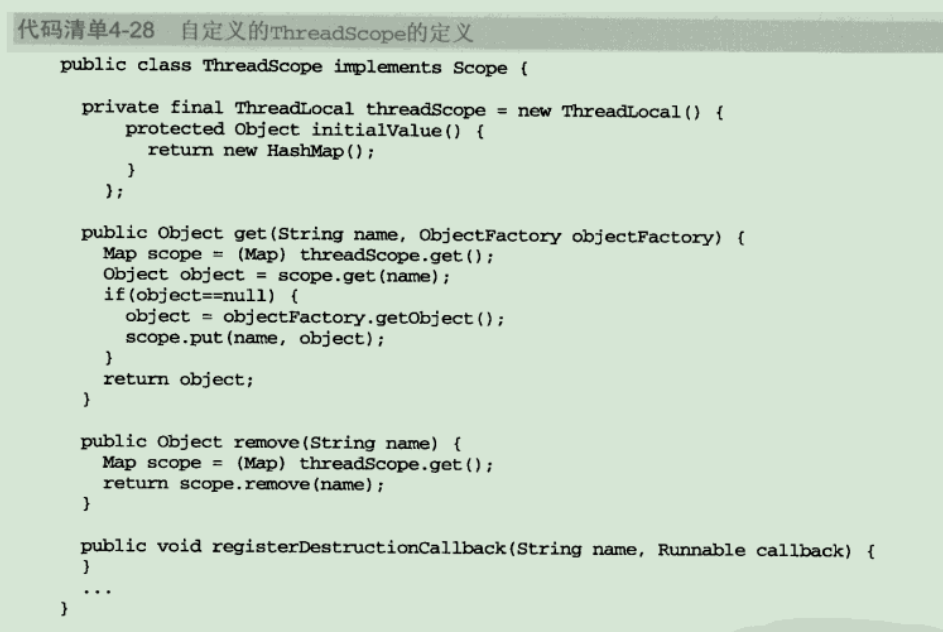 代码清单4-28 自定义的ThreadScope的定义
public class ThreadScope implements Scope {
private final ThreadLocal threadScope = new ThreadLocal() {
protected Object initialValue() {
return new HashMap();
}
};
public Object get(String name, ObjectFactory objectFactory) {
Map scope = (Map) threadScope.get();
Object object = scope.get(name);
if(object==null) {
object = objectFactory.getObject();
scope.put(name, object);
}
return object;
}
public Object remove(String name) {
Map scope = (Map) threadScope.get();
return scope.remove(name);
}
public void registerDestructionCallback(String name, Runnable callback) {
}
...
}